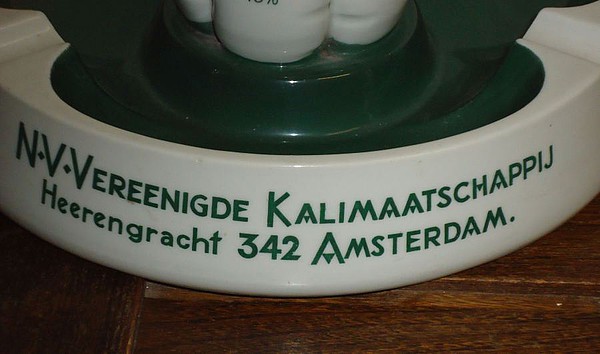 N.V. VEREENIGDE KALIMAATSCHAPPIJ
Heerengracht 342 AMSTERDAM.